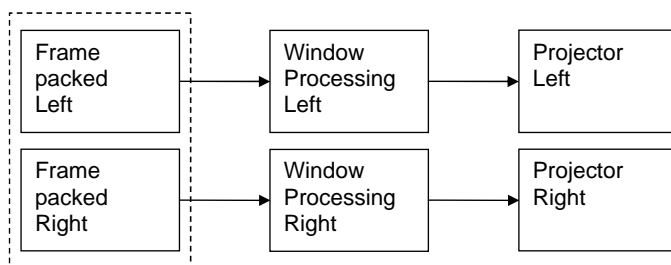 Frame
packed
Left
Window
Processing
Left
Projector
Left
Frame
packed
Right
Window
Processing
Right
Projector
Right